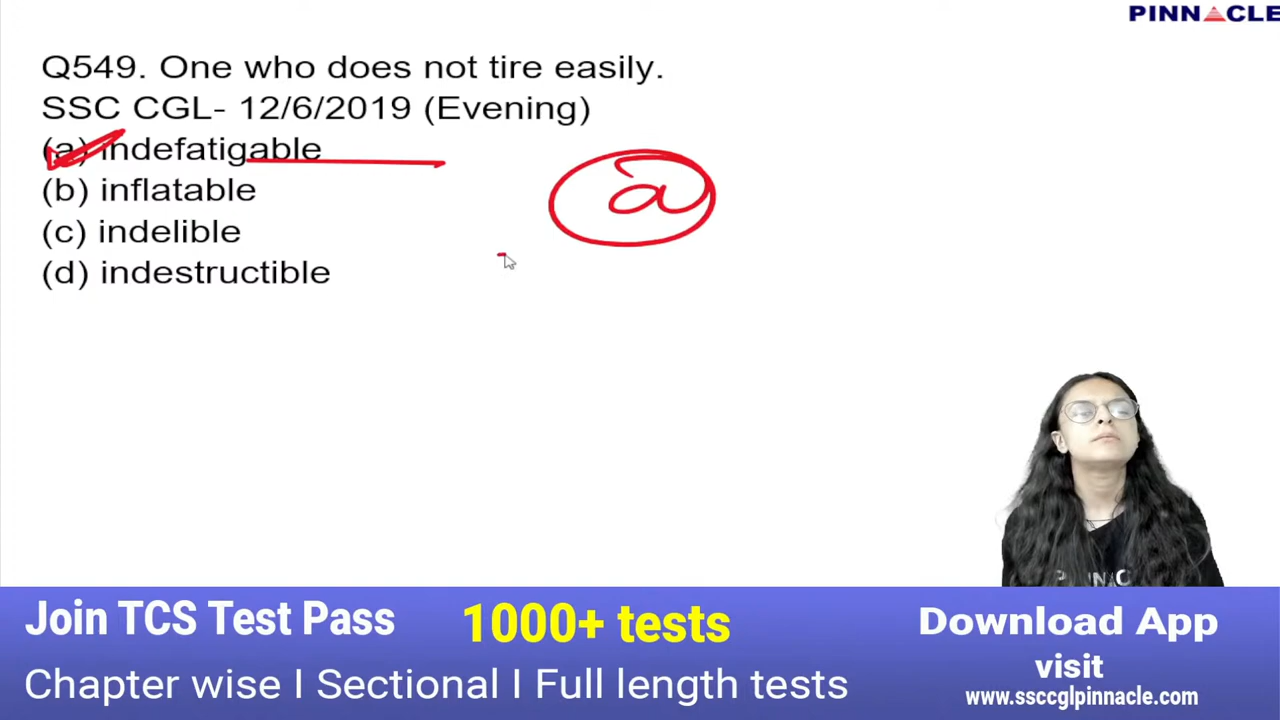 PINNACLE
Q549. One who does not tire easily.
SSC CGL- 12/6/2019 (Evening)
(a) indefatigable
(b) inflatable
(c) indelible
(d) indestructible
a
PINNAC
Join TCS Test Pass
1000+ tests
Chapter wise I Sectional I Full length tests
Download App
visit
www.ssccglpinnacle.com